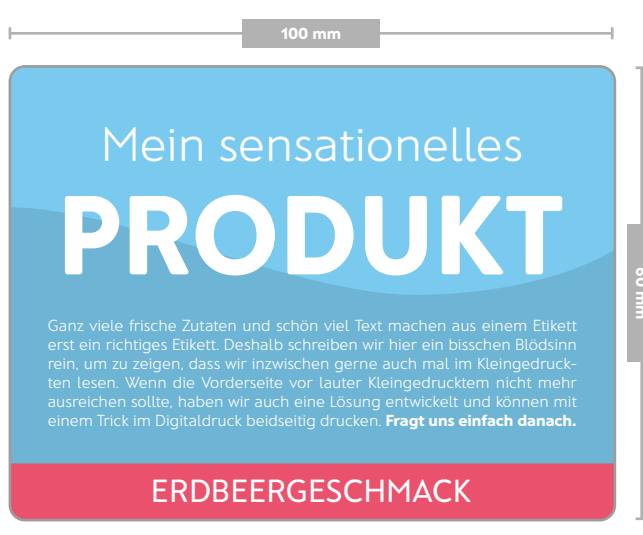 100 mm
Mein sensationelles
PRODUKT
Ganz viele frische Zutaten und schön viel Text machen aus einem Etikett
erst ein richtiges Etikett. Deshalb schreiben wir hier ein bisschen Blödsinn
rein, um zu zeigen, dass wir inzwischen gerne auch mal im Kleingedruck-
ten lesen. Wenn die Vorderseite vor lauter Kleingedrucktem nicht mehr
ausreichen sollte, haben wir auch eine Lösung entwickelt und können mit
einem Trick im Digitaldruck beidseitig drucken. Fragt uns einfach danach.
ERDBEERGESCHMACK
mm